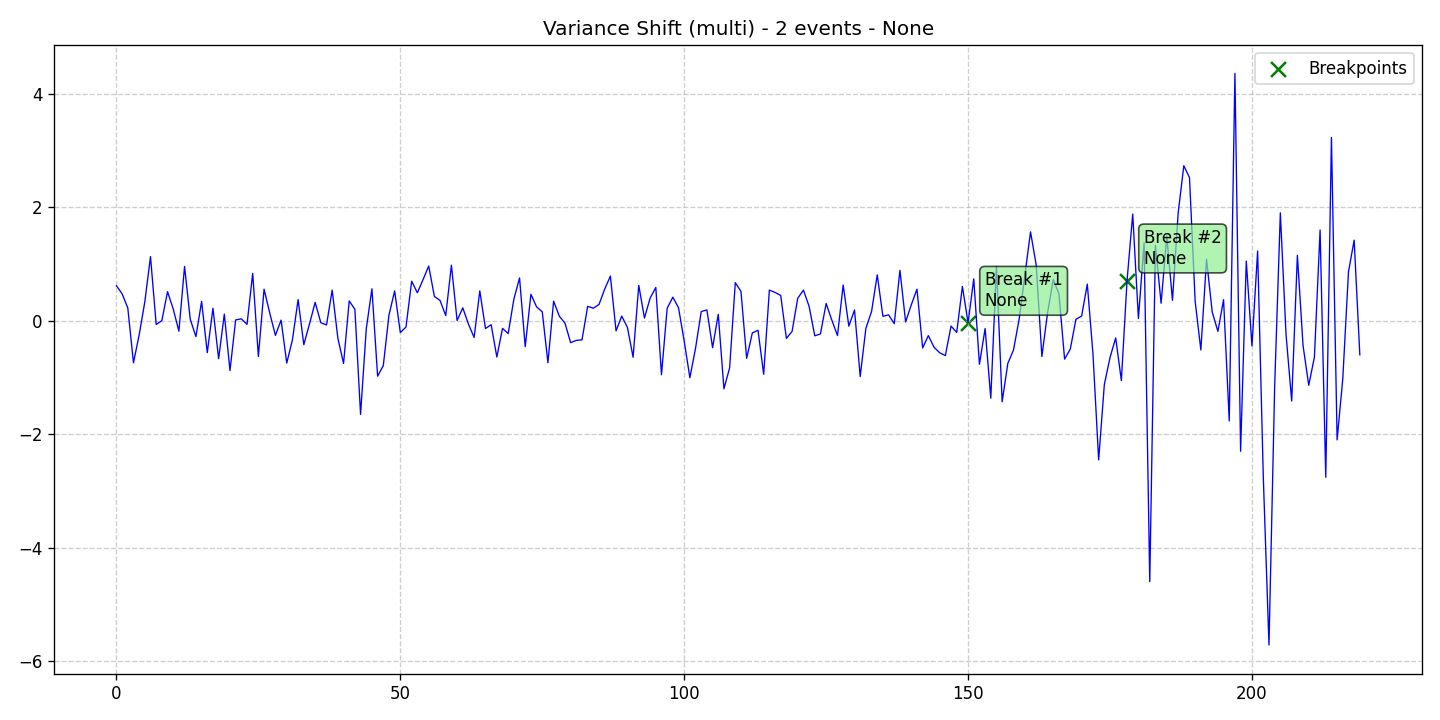 Variance Shift (multi) - 2 events - None
Breakpoints
4
2
0
−2
−4
−6
Break #1
None
Break #2
None
0
50
100
150
200